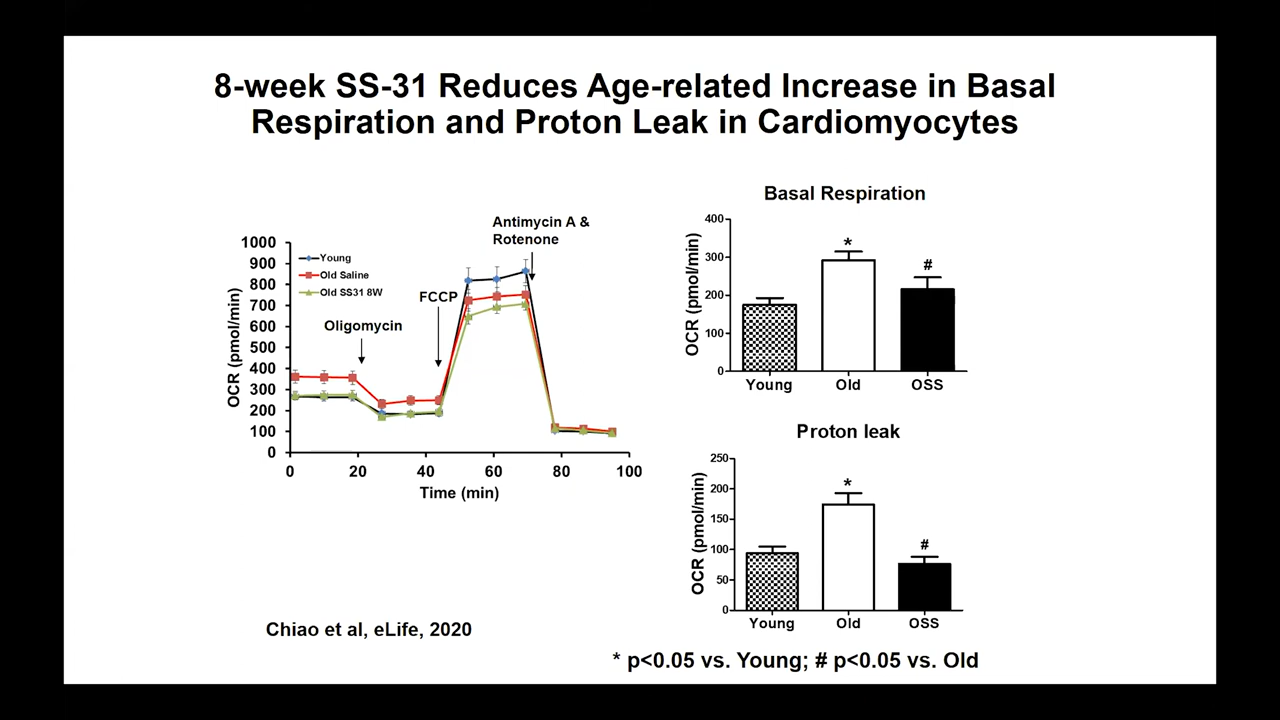 8-week SS-31 Reduces Age-related Increase in Basal
Respiration and Proton Leak in Cardiomyocytes
Antimycin A &
Rotenone
1000
900
800
700
600
500
400
300
200
100
0
OCR (pmol/min)
Young
Old Saline
Old SS31 8W
Oligomycin
FCCP
0 20 40 60 80 100
Time (min)
Basal Respiration
400
300
200
100
0
OCR (pmol/min)
*
#
Young Old OSS
Proton leak
250
200
150
100
50
0
OCR (pmol/min)
*
#
Young Old OSS
Chiao et al, eLife, 2020
* p<0.05 vs. Young; # p<0.05 vs. Old